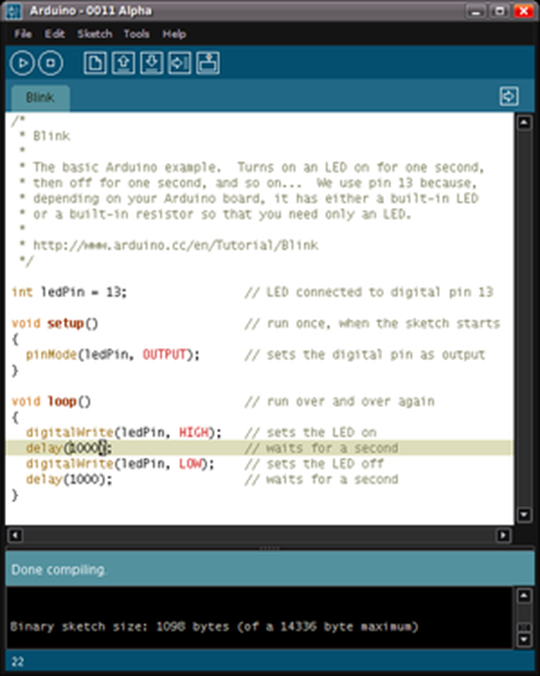 Arduino - 0011 Alpha
File Edit Sketch Tools Help
Blink
/*
 * Blink
 *
 * The basic Arduino example.  Turns on an LED on for one second,
 * then off for one second, and so on...  We use pin 13 because,
 * depending on your Arduino board, it has either a built-in LED
 * or a built-in resistor so that you need only an LED.
 *
 * http://www.arduino.cc/en/Tutorial/Blink
 */
int ledPin = 13;                // LED connected to digital pin 13
void setup()                    // run once, when the sketch starts
{
  pinMode(ledPin, OUTPUT);      // sets the digital pin as output
}
void loop()                     // run over and over again
{
  digitalWrite(ledPin, HIGH);   // sets the LED on
  delay(1000);                  // waits for a second
  digitalWrite(ledPin, LOW);    // sets the LED off
  delay(1000);                  // waits for a second
}
Done compiling.
Binary sketch size: 1098 bytes (of a 14336 byte maximum)
22